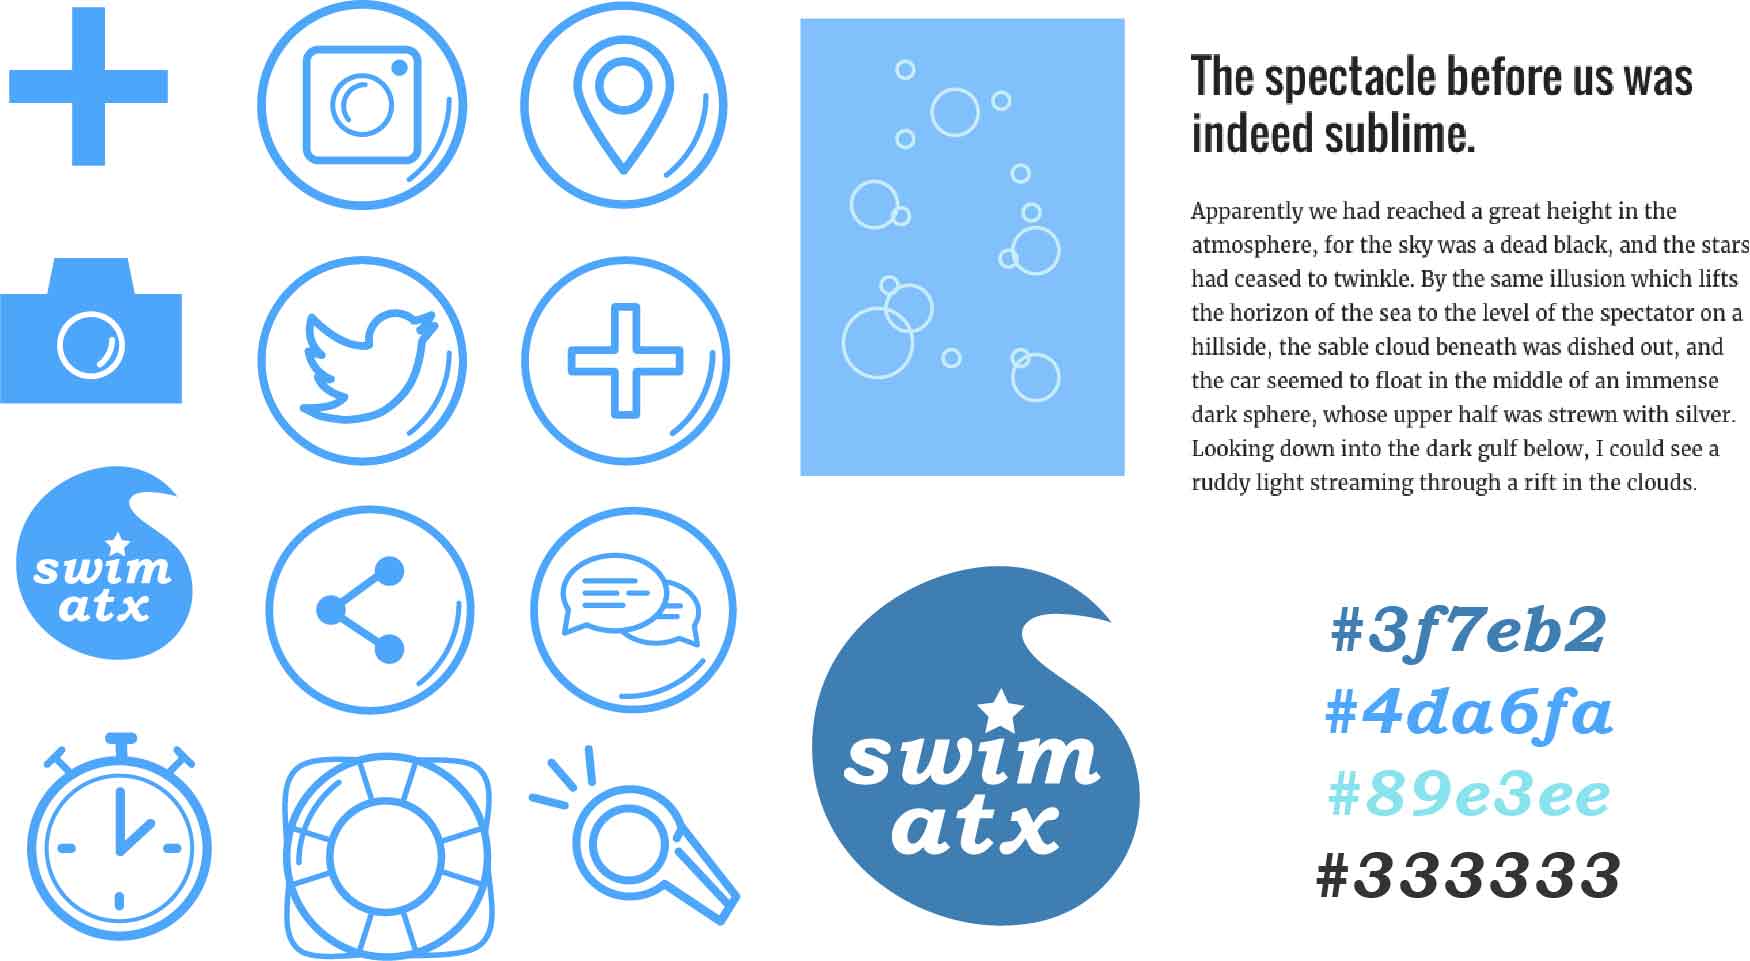 swim
atx
The spectacle before us was
indeed sublime.
Apparently we had reached a great height in the
atmosphere, for the sky was a dead black, and the stars
had ceased to twinkle. By the same illusion which lifts
the horizon of the sea to the level of the spectator on a
hillside, the sable cloud beneath was dished out, and
the car seemed to float in the middle of an immense
dark sphere, whose upper half was strewn with silver.
Looking down into the dark gulf below, I could see a
ruddy light streaming through a rift in the clouds.
swim
atx
#3f7eb2
#4da6fa
#89e3ee
#333333